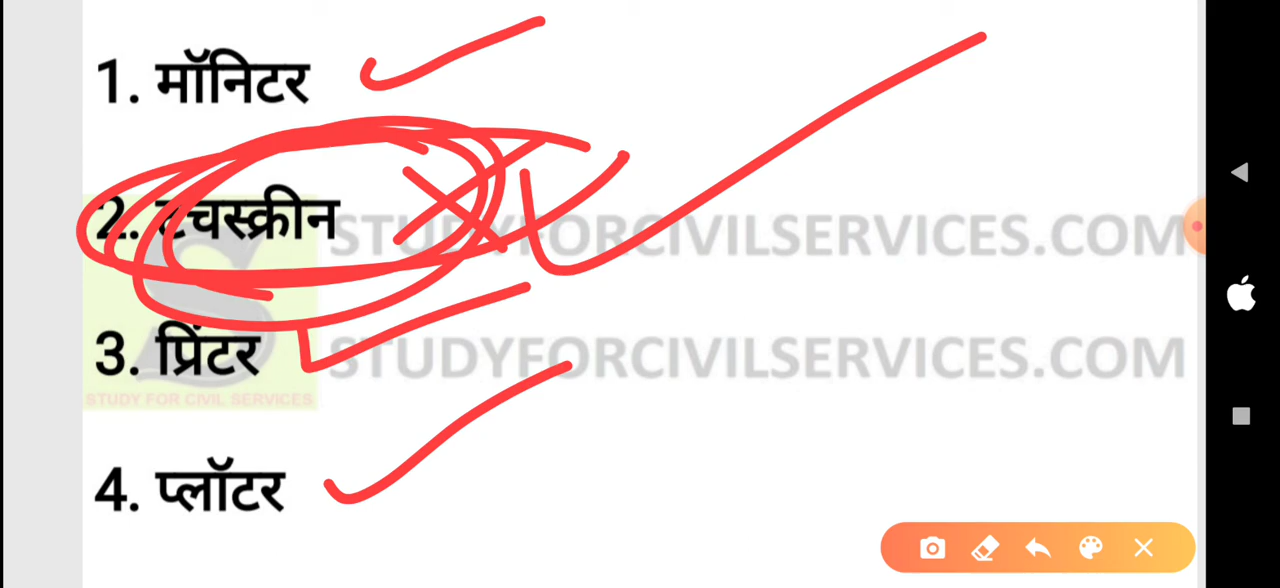 1. मॉनिटर
2. टचस्क्रीन STUDYFORCIVILSERVICES.COM
3. प्रिंटर STUDYFORCIVILSERVICES.COM
STUDY FOR CIVIL SERVICES
4. प्लॉटर